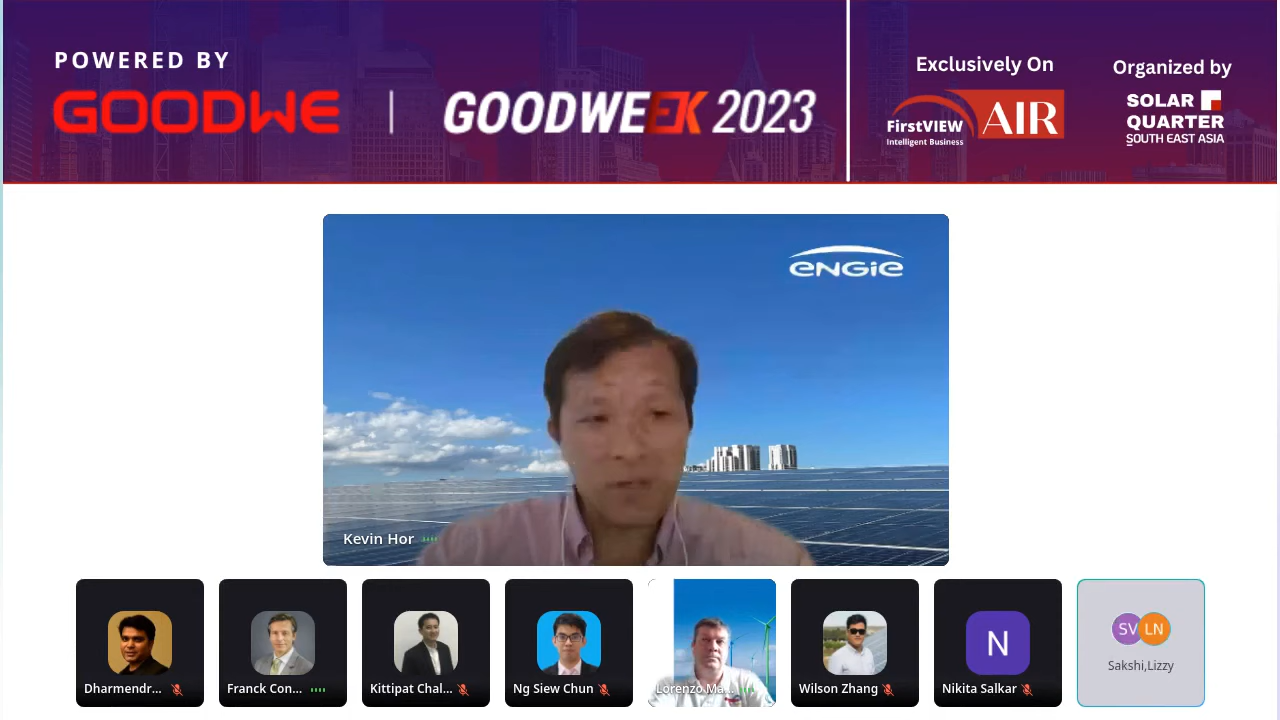 POWERED BY
GOODWE
GOODWEEK 2023
Exclusively On
FirstVIEW
Intelligent Business
AIR
Organized by
SOLAR
QUARTER
SOUTH EAST ASIA
ENGIE
Kevin Hor
Dharmendr...
Franck Con...
Kittipat Chal...
Ng Siew Chun
Lorenzo Ma...
Wilson Zhang
N
Nikita Salkar
SV
LN
Sakshi,Lizzy